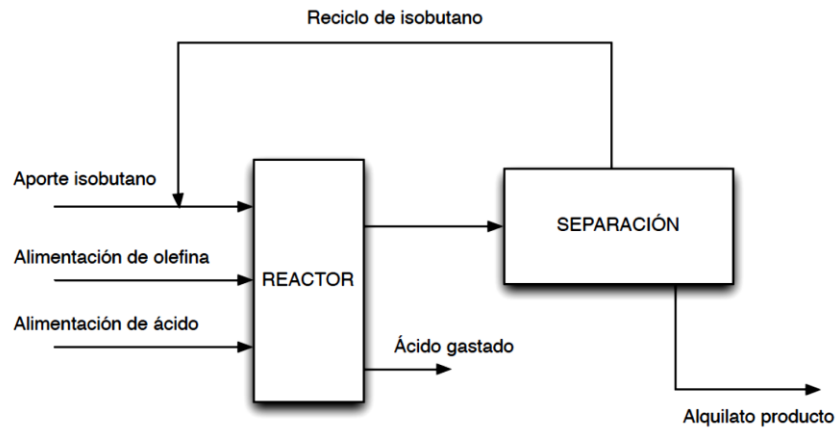 Reciclo de isobutano
Aporte isobutano
SEPARACIÓN
Alimentación de olefina
REACTOR
Alimentación de ácido
Ácido gastado
Alquilato producto